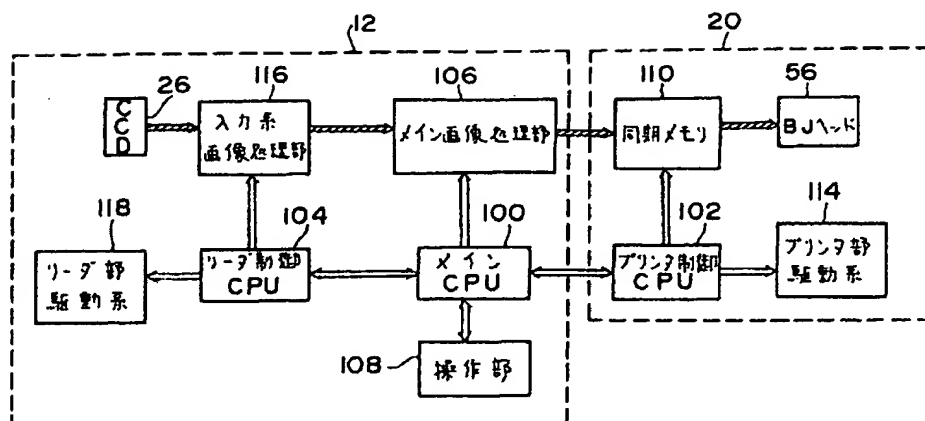 12
20
116
106
110
56
26
CCD
入力系
画像処理部
メイン画像処理部
同期メモリ
BJヘッド
118
104
100
102
114
リーダ部
駆動系
リーダ制御
CPU
メイン
CPU
プリンタ制御
CPU
プリンタ部
駆動系
108
操作部